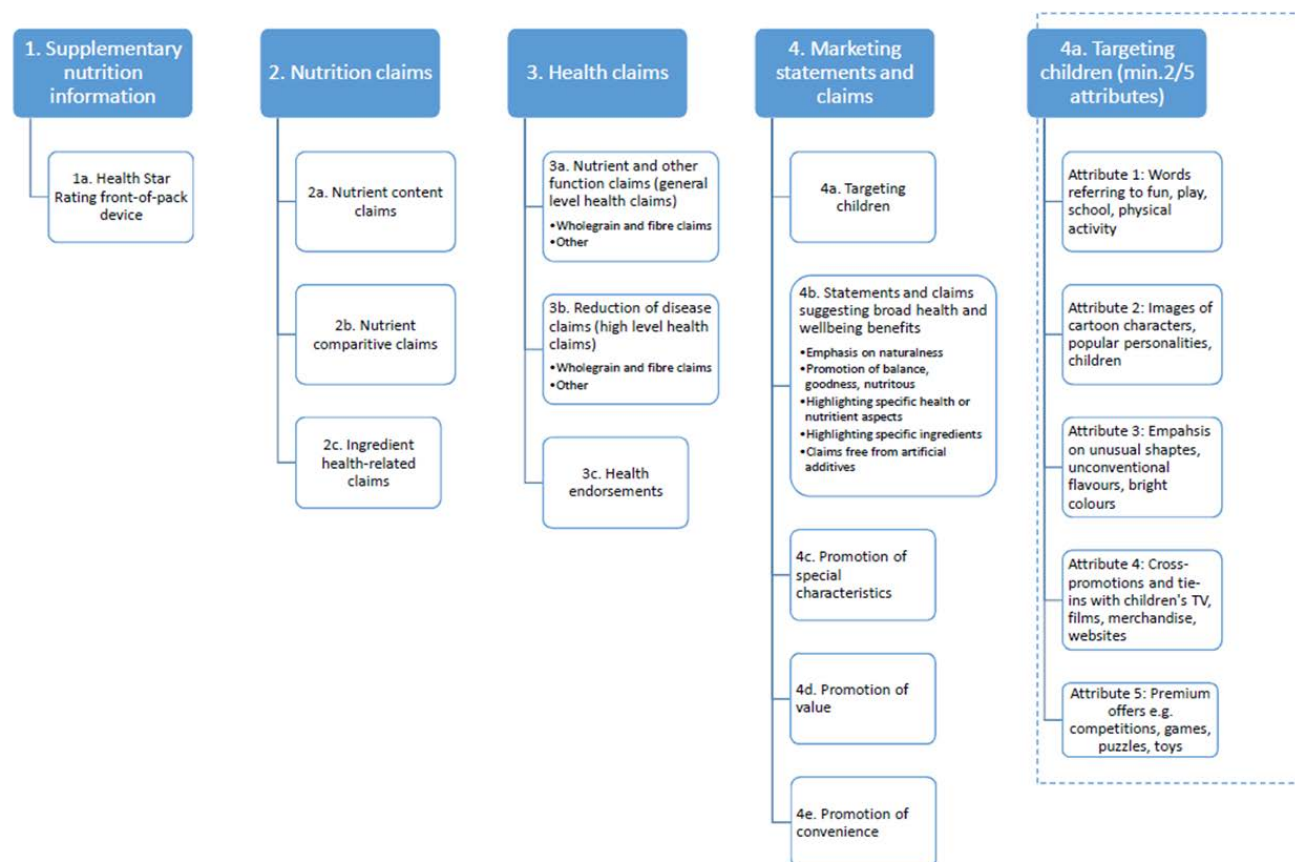 1. Supplementary
nutrition
information
1a. Health Star
Rating front-of-pack
device
2. Nutrition claims
2a. Nutrient content
claims
2b. Nutrient
comparitive claims
2c. Ingredient
health-related
claims
3. Health claims
3a. Nutrient and other
function claims (general
level health claims)
•Wholegrain and fibre claims
•Other
3b. Reduction of disease
claims (high level health
claims)
•Wholegrain and fibre claims
•Other
3c. Health
endorsements
4. Marketing
statements and
claims
4a. Targeting
children
4b. Statements and claims
suggesting broad health and
wellbeing benefits
•Emphasis on naturalness
•Promotion of balance,
goodness, nutritous
•Highlighting specific health or
nutritient aspects
•Highlighting specific ingredients
•Claims free from artificial
additives
4c. Promotion of
special
characteristics
4d. Promotion of
value
4e. Promotion of
convenience
4a. Targeting
children (min.2/5
attributes)
Attribute 1: Words
referring to fun, play,
school, physical
activity
Attribute 2: Images of
cartoon characters,
popular personalities,
children
Attribute 3: Empahsis
on unusual shaptes,
unconventional
flavours, bright
colours
Attribute 4: Cross-
promotions and tie-
ins with children's TV,
films, merchandise,
websites
Attribute 5: Premium
offers e.g.
competitions, games,
puzzles, toys